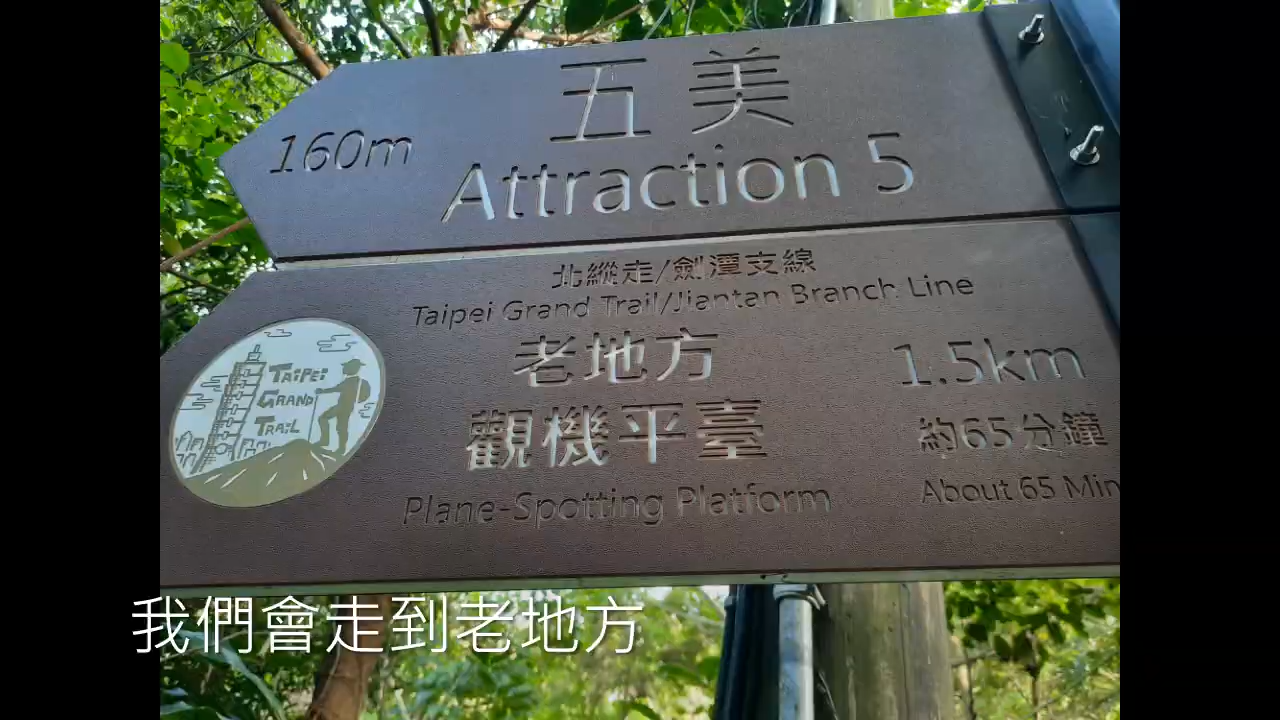 五美
160m
Attraction 5
北縱走/劍潭支線
Taipei Grand Trail/Jiantan Branch Line
TAIPEI
GRAND
TRAIL
老地方
1.5km
觀機平臺
約65分鐘
Plane-Spotting Platform
About 65 Min
我們會走到老地方